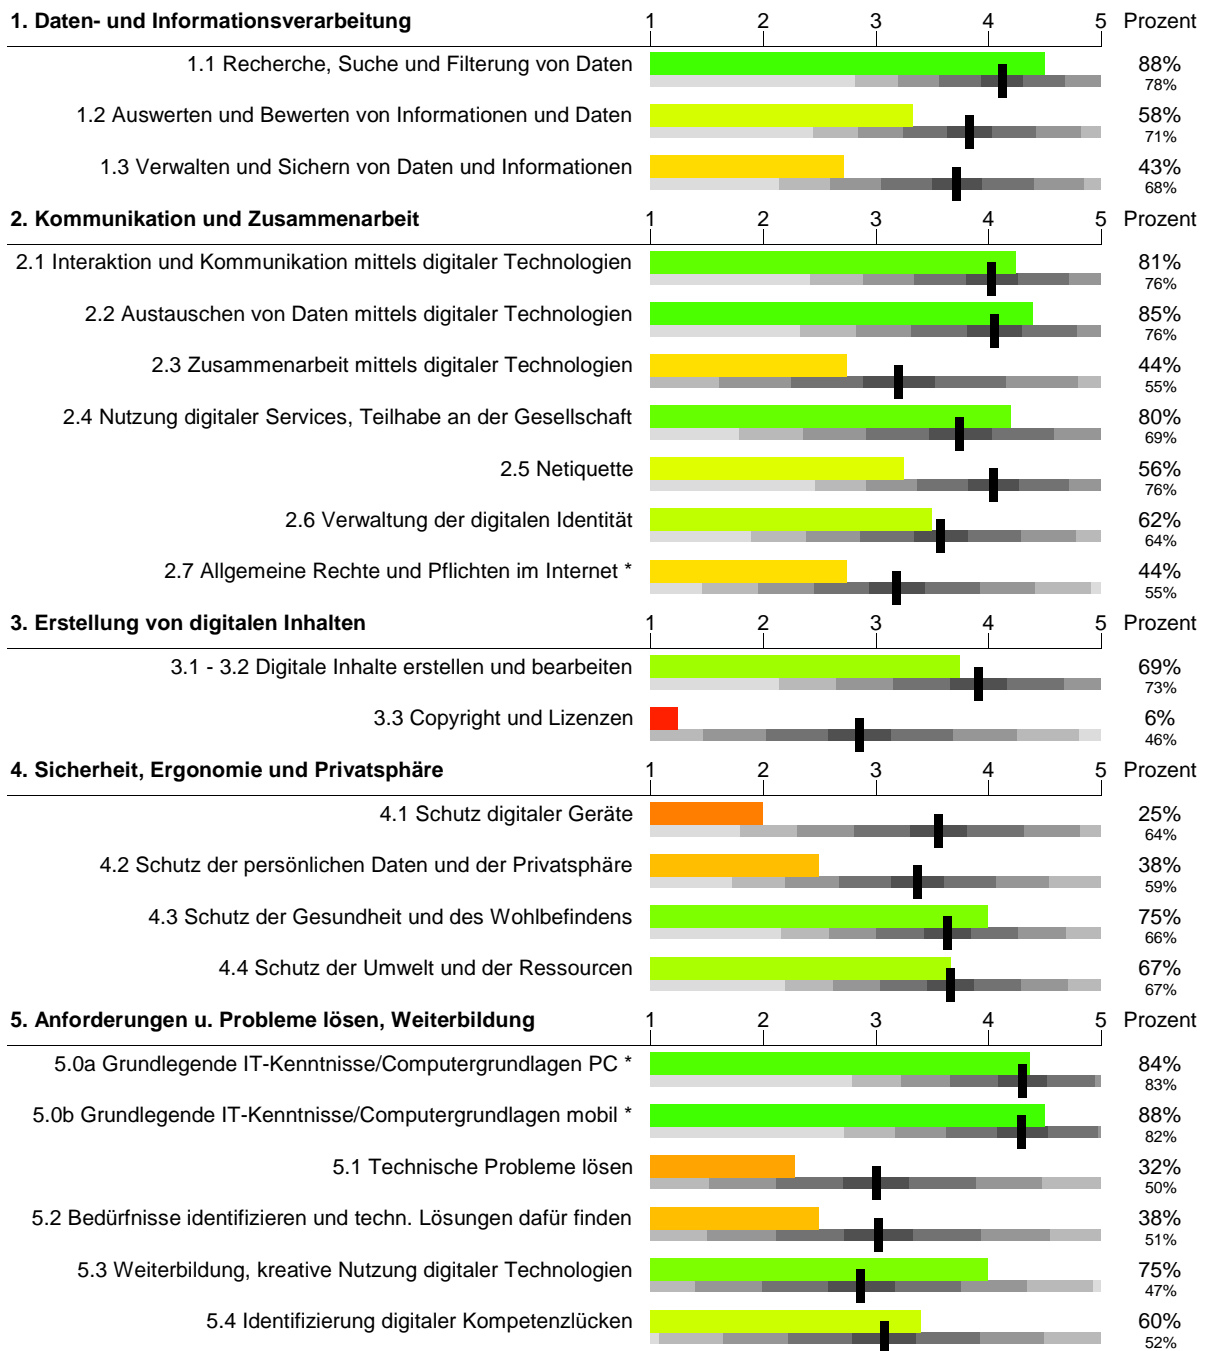 1. Daten- und Informationsverarbeitung 1 2 3 4 5 Prozent
1.1 Recherche, Suche und Filterung von Daten 88%
78%
1.2 Auswerten und Bewerten von Informationen und Daten 58%
71%
1.3 Verwalten und Sichern von Daten und Informationen 43%
68%
2. Kommunikation und Zusammenarbeit 1 2 3 4 5 Prozent
2.1 Interaktion und Kommunikation mittels digitaler Technologien 81%
76%
2.2 Austauschen von Daten mittels digitaler Technologien 85%
76%
2.3 Zusammenarbeit mittels digitaler Technologien 44%
55%
2.4 Nutzung digitaler Services, Teilhabe an der Gesellschaft 80%
69%
2.5 Netiquette 56%
76%
2.6 Verwaltung der digitalen Identität 62%
64%
2.7 Allgemeine Rechte und Pflichten im Internet * 44%
55%
3. Erstellung von digitalen Inhalten 1 2 3 4 5 Prozent
3.1 - 3.2 Digitale Inhalte erstellen und bearbeiten 69%
73%
3.3 Copyright und Lizenzen 6%
46%
4. Sicherheit, Ergonomie und Privatsphäre 1 2 3 4 5 Prozent
4.1 Schutz digitaler Geräte 25%
64%
4.2 Schutz der persönlichen Daten und der Privatsphäre 38%
59%
4.3 Schutz der Gesundheit und des Wohlbefindens 75%
66%
4.4 Schutz der Umwelt und der Ressourcen 67%
67%
5. Anforderungen u. Probleme lösen, Weiterbildung 1 2 3 4 5 Prozent
5.0a Grundlegende IT-Kenntnisse/Computergrundlagen PC * 84%
83%
5.0b Grundlegende IT-Kenntnisse/Computergrundlagen mobil * 88%
82%
5.1 Technische Probleme lösen 32%
50%
5.2 Bedürfnisse identifizieren und techn. Lösungen dafür finden 38%
51%
5.3 Weiterbildung, kreative Nutzung digitaler Technologien 75%
47%
5.4 Identifizierung digitaler Kompetenzlücken 60%
52%